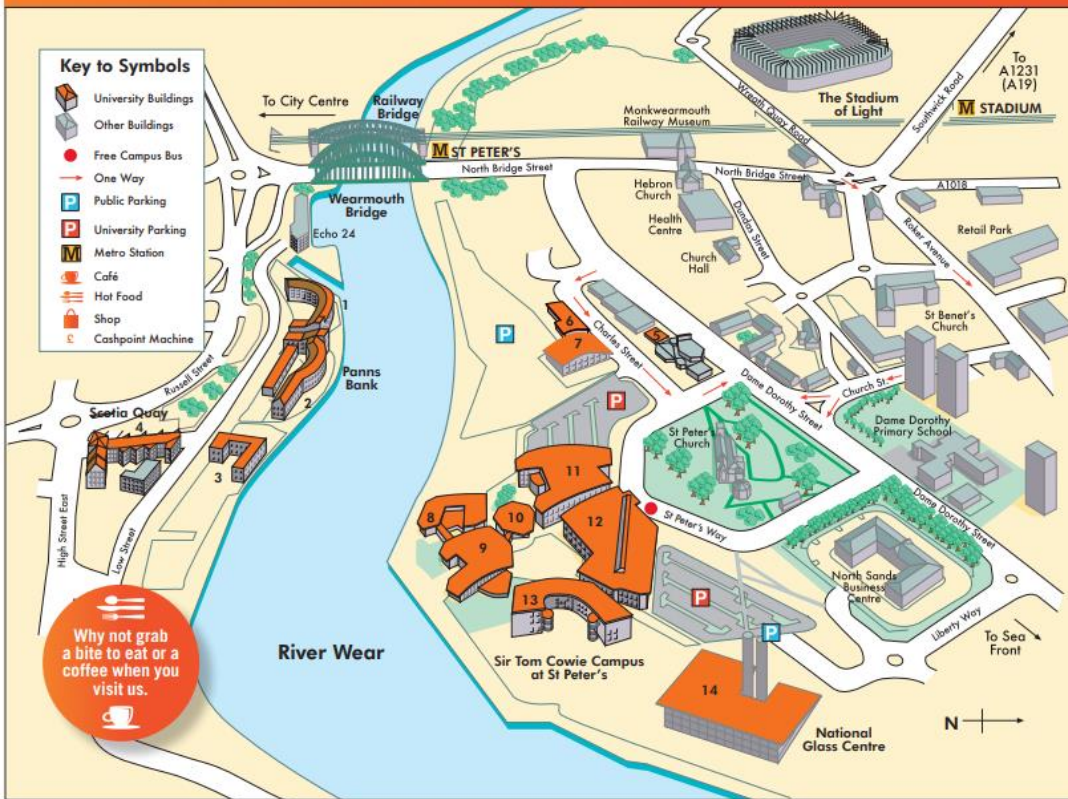 Key to Symbols
University Buildings
Other Buildings
Free Campus Bus
One Way
P
Public Parking
P
University Parking
M
Metro Station
Café
Hot Food
Shop
£
Cashpoint Machine
To City Centre
Railway
Bridge
M ST PETER'S
North Bridge Street
Wearmouth
Bridge
Echo 24
Monkwearmouth
Railway Museum
Wreath Quay Road
The Stadium
of Light
Southwick Road
To
A1231
(A19)
M STADIUM
Hebron
Church
North Bridge Street
A1018
Health
Centre
Dundas Street
Church
Hall
Roker Avenue
Retail Park
St Benet's
Church
1
Panns
Bank
2
Russell Street
Scotia Quay
4
3
High Street East
Low Street
P
6
7
Charles Street
5
P
Dame Dorothy Street
Church St
Dame Dorothy
Primary School
St Peter's
Church
11
8
10
12
9
St Peter's Way
Dame Dorothy Street
13
P
P
North Sands
Business
Centre
Liberty Way
To Sea
Front
Why not grab
a bite to eat or a
coffee when you
visit us.
River Wear
Sir Tom Cowie Campus
at St Peter's
14
National
Glass Centre
N